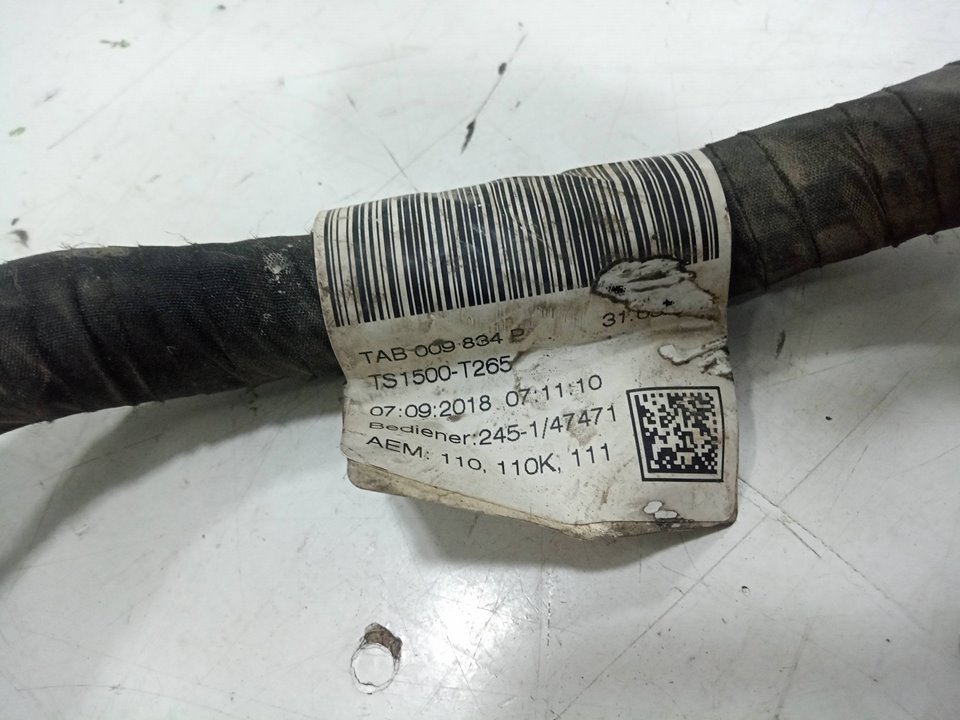 TAB 009 834
TS1500-T265
07:09:2018 07:11:10
Bediener:245-1/47471
AEM: 110, 110K, 111